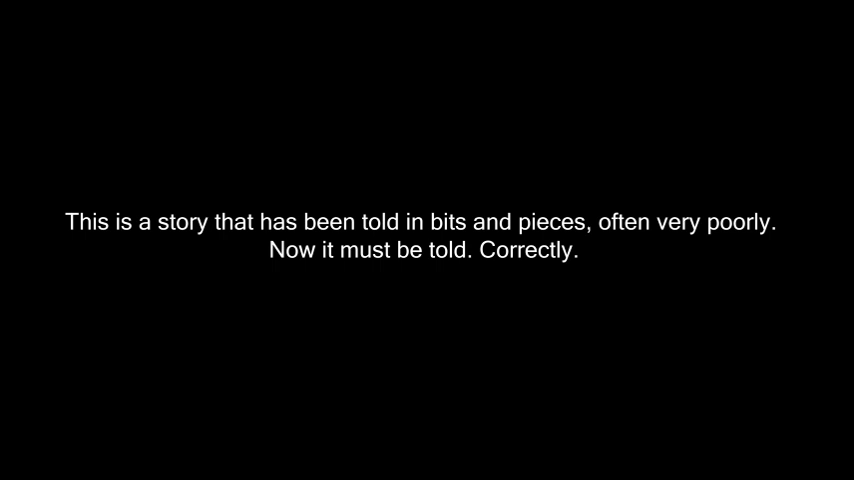 This is a story that has been told in bits and pieces, often very poorly.
Now it must be told. Correctly.